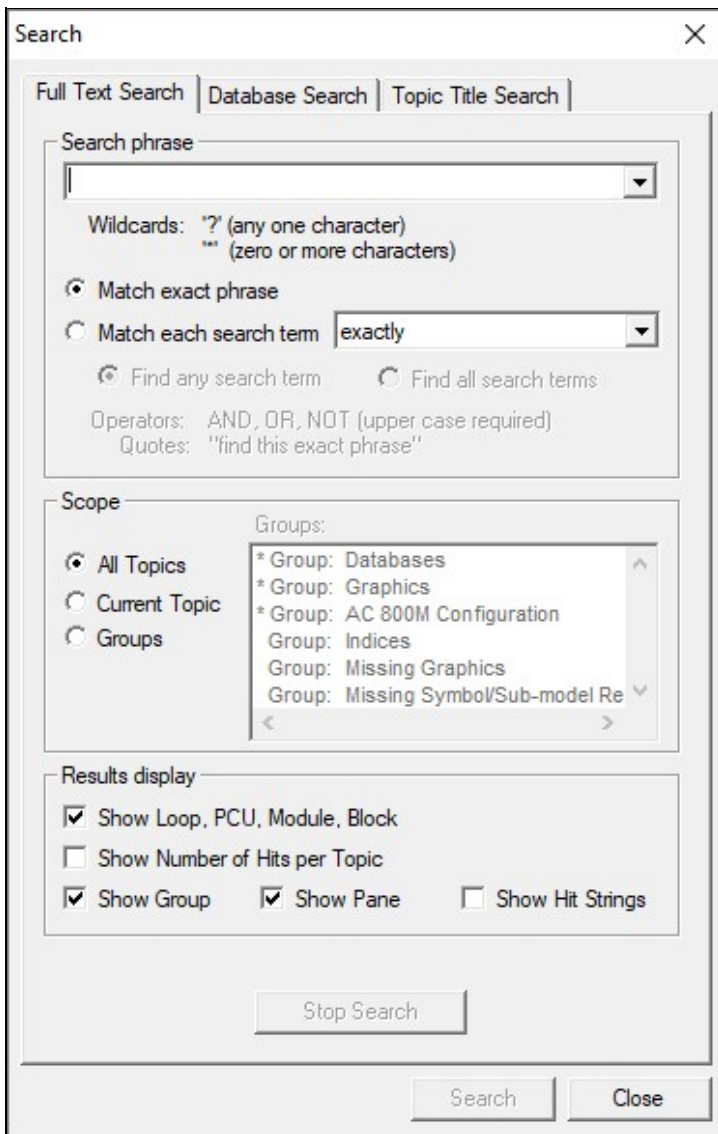 Search
Full Text Search Database Search Topic Title Search
Search phrase
Wildcards: '?' (any one character)
'*' (zero or more characters)
Match exact phrase
Match each search term exactly
Find any search term Find all search terms
Operators: AND, OR, NOT (upper case required)
Quotes: "find this exact phrase"
Scope
Groups:
All Topics
Current Topic
Groups
* Group: Databases
* Group: Graphics
* Group: AC 800M Configuration
Group: Indices
Group: Missing Graphics
Group: Missing Symbol/Sub-model Re
Results display
Show Loop, PCU, Module, Block
Show Number of Hits per Topic
Show Group Show Pane Show Hit Strings
Stop Search
Search Close